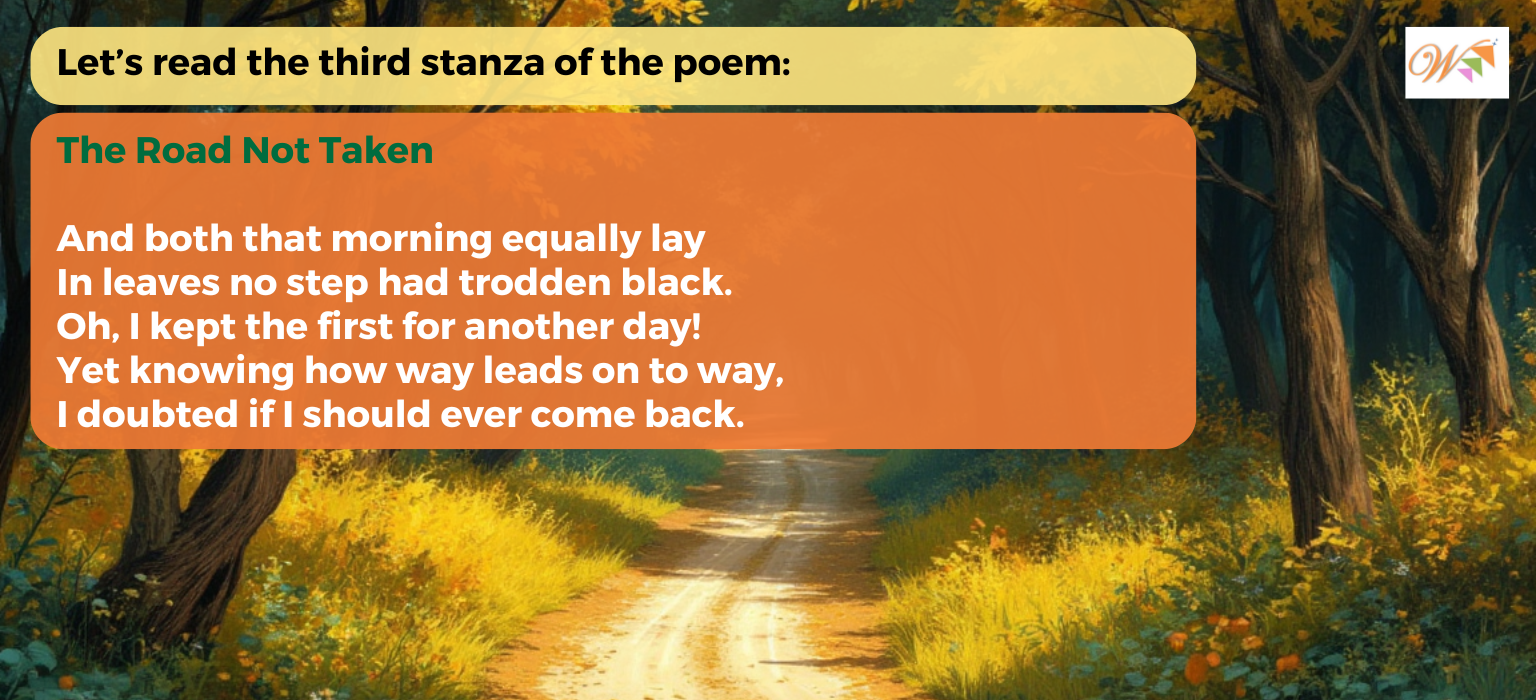 Let’s read the third stanza of the poem:
The Road Not Taken
And both that morning equally lay
In leaves no step had trodden black.
Oh, I kept the first for another day!
Yet knowing how way leads on to way,
I doubted if I should ever come back.
W